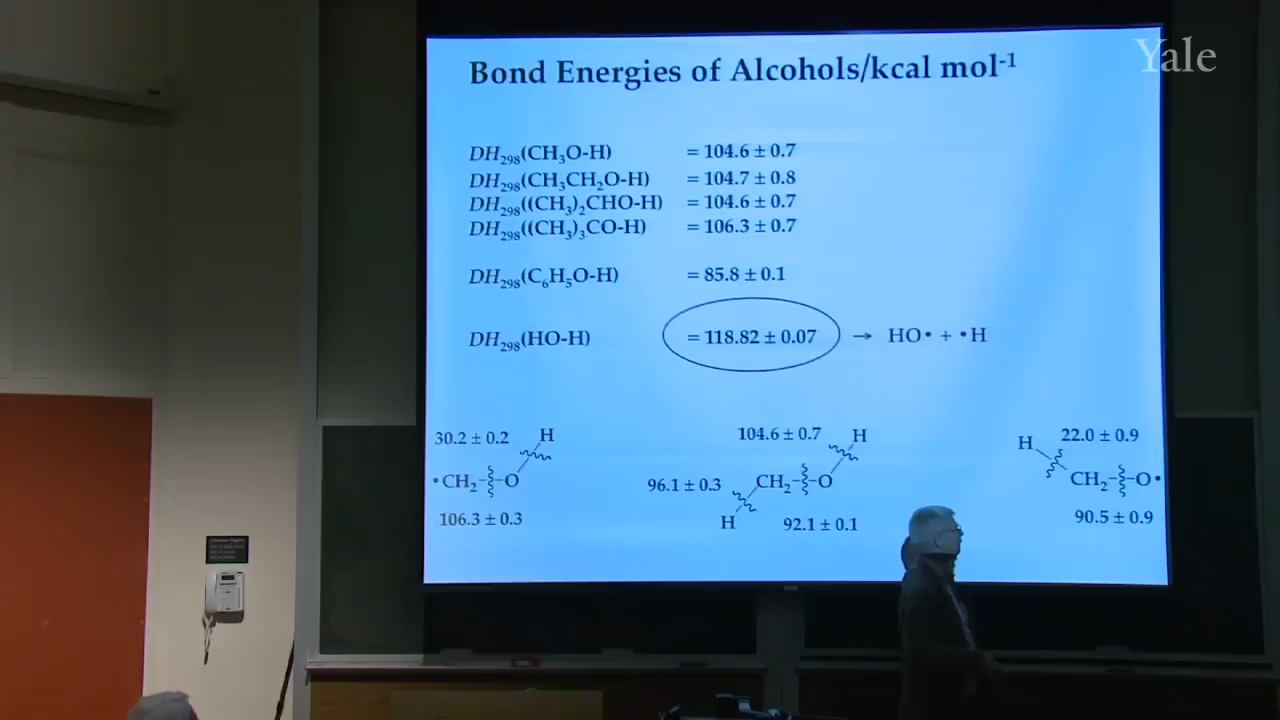 Yale
Bond Energies of Alcohols/kcal mol⁻¹
DH₂₉₈(CH₃O-H) = 104.6 ± 0.7
DH₂₉₈(CH₃CH₂O-H) = 104.7 ± 0.8
DH₂₉₈((CH₃)₂CHO-H) = 104.6 ± 0.7
DH₂₉₈((CH₃)₃CO-H) = 106.3 ± 0.7
DH₂₉₈(C₆H₅O-H) = 85.8 ± 0.1
DH₂₉₈(HO-H) = 118.82 ± 0.07 → HO• + •H
30.2 ± 0.2 H
•CH₂-O
106.3 ± 0.3
104.6 ± 0.7 H
96.1 ± 0.3 CH₂-O
H 92.1 ± 0.1
H 22.0 ± 0.9
CH₂-O•
90.5 ± 0.9